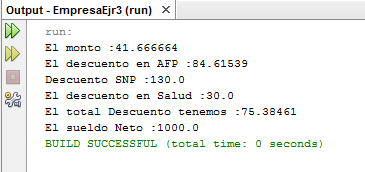 Output - EmpresaEjr3 (run) X
run:
El monto :41.666664
El descuento en AFP :84.61539
Descuento SNP :130.0
El descuento en Salud :30.0
El total Descuento tenemos :75.38461
El sueldo Neto :1000.0
BUILD SUCCESSFUL (total time: 0 seconds)